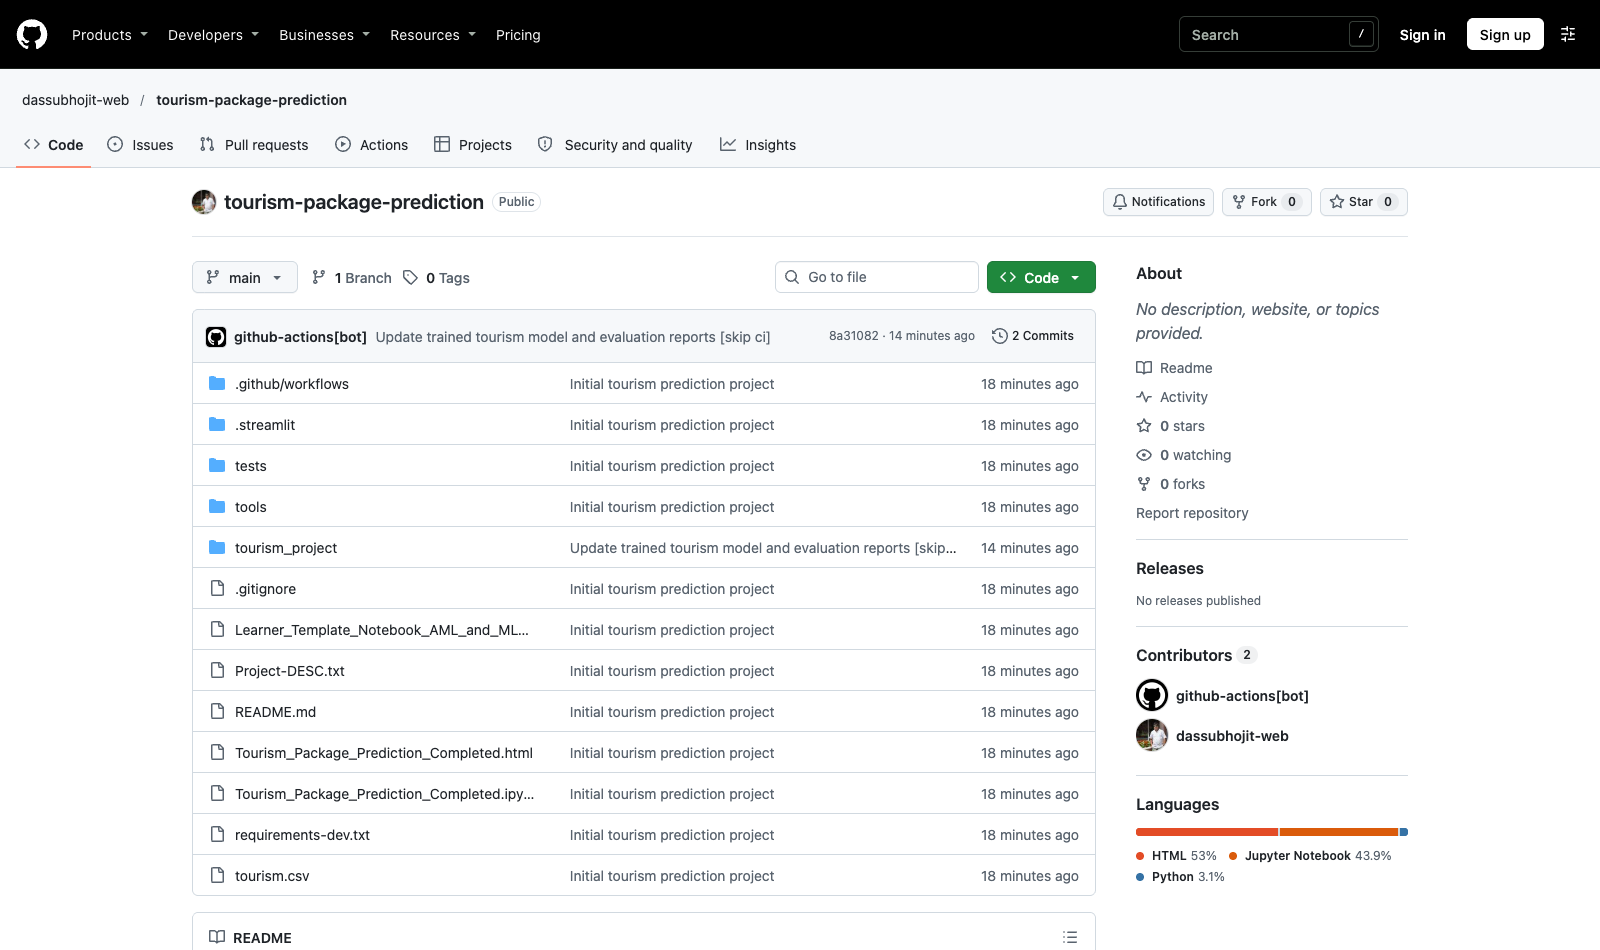 Products Developers Businesses Resources Pricing Search / Sign in Sign up
dassubhojit-web / tourism-package-prediction
Code Issues Pull requests Actions Projects Security and quality Insights
tourism-package-prediction Public Notifications Fork 0 Star 0
main 1 Branch 0 Tags Go to file Code
github-actions[bot] Update trained tourism model and evaluation reports [skip ci] 8a31082 · 14 minutes ago 2 Commits
.github/workflows Initial tourism prediction project 18 minutes ago
.streamlit Initial tourism prediction project 18 minutes ago
tests Initial tourism prediction project 18 minutes ago
tools Initial tourism prediction project 18 minutes ago
tourism_project Update trained tourism model and evaluation reports [skip... 14 minutes ago
.gitignore Initial tourism prediction project 18 minutes ago
Learner_Template_Notebook_AML_and_ML... Initial tourism prediction project 18 minutes ago
Project-DESC.txt Initial tourism prediction project 18 minutes ago
README.md Initial tourism prediction project 18 minutes ago
Tourism_Package_Prediction_Completed.html Initial tourism prediction project 18 minutes ago
Tourism_Package_Prediction_Completed.ipy... Initial tourism prediction project 18 minutes ago
requirements-dev.txt Initial tourism prediction project 18 minutes ago
tourism.csv Initial tourism prediction project 18 minutes ago
README
About
No description, website, or topics
provided.
Readme
Activity
0 stars
0 watching
0 forks
Report repository
Releases
No releases published
Contributors 2
github-actions[bot]
dassubhojit-web
Languages
HTML 53% Jupyter Notebook 43.9%
Python 3.1%